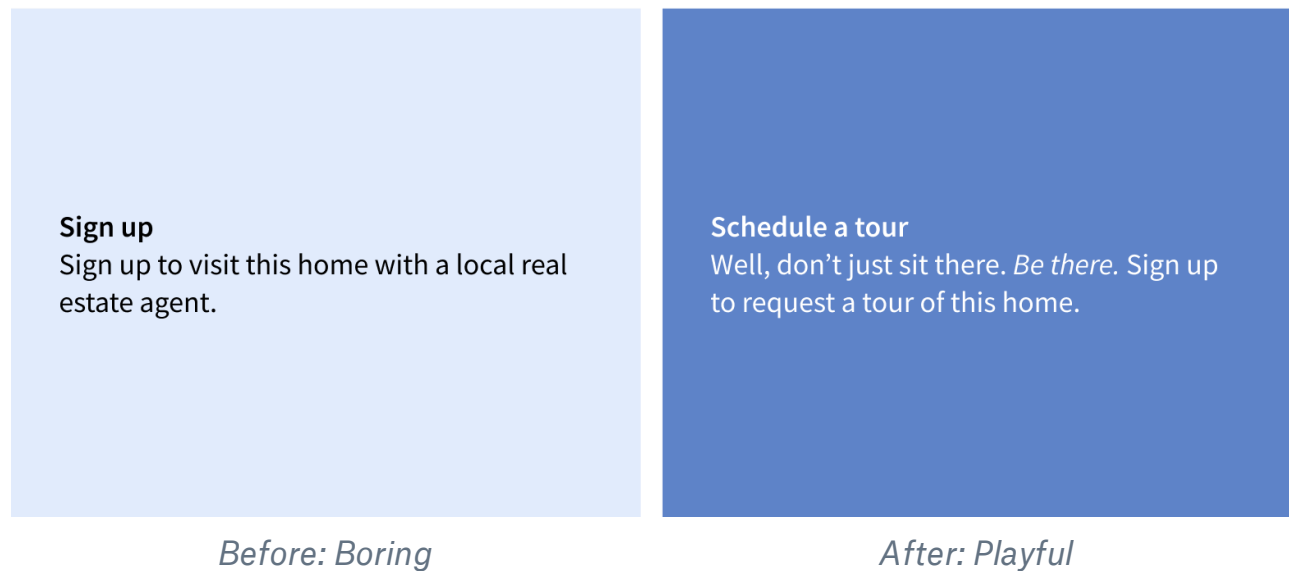 Sign up
Sign up to visit this home with a local real
estate agent.
Before: Boring
Schedule a tour
Well, don’t just sit there. Be there. Sign up
to request a tour of this home.
After: Playful